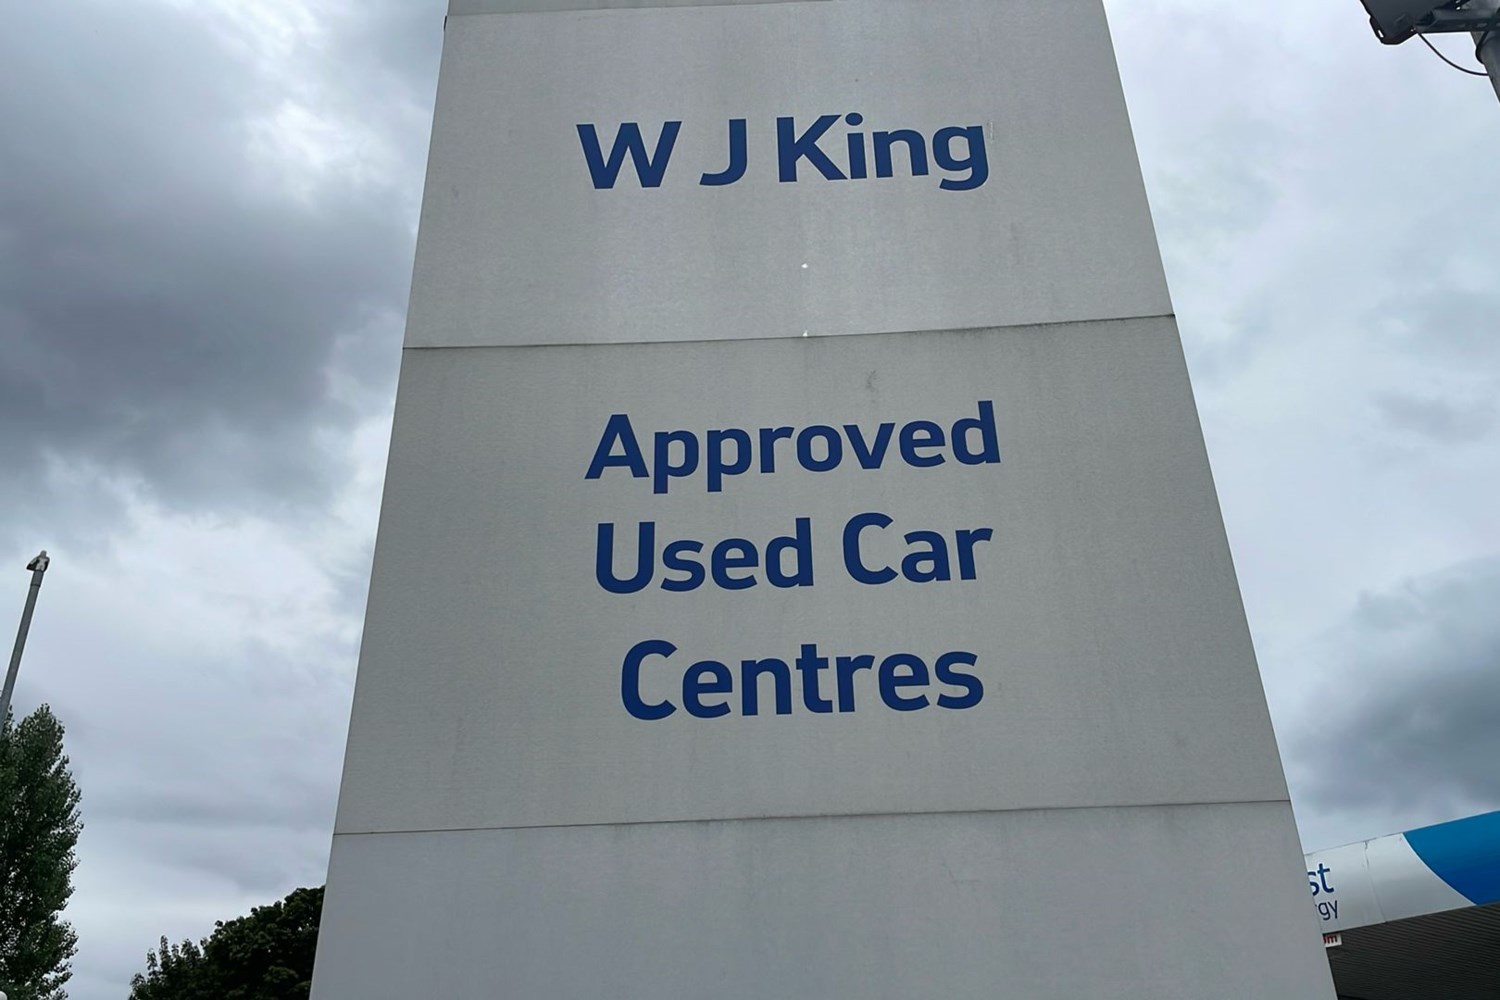 W J King
Approved
Used Car
Centres